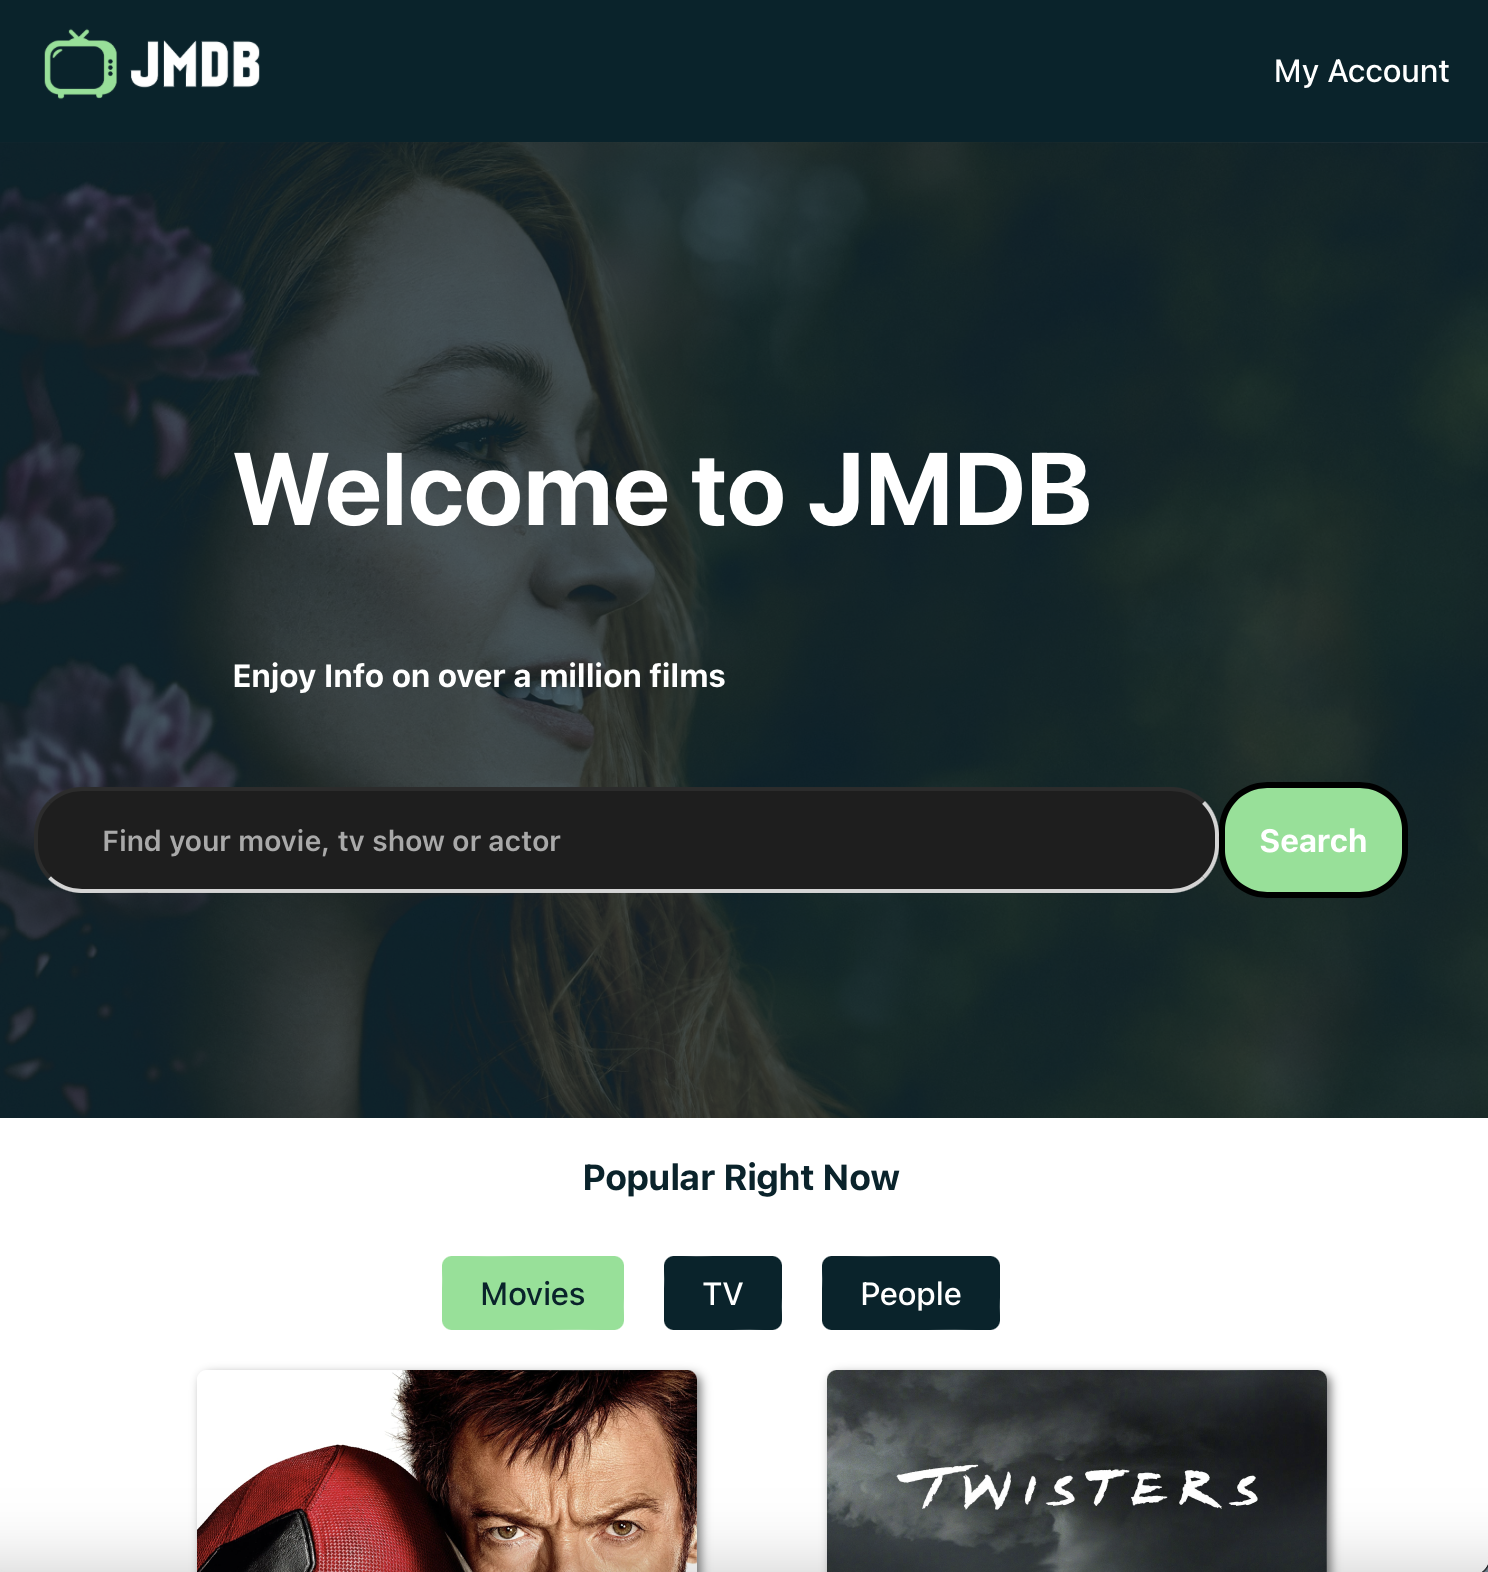 JMDB
My Account
Welcome to JMDB
Enjoy Info on over a million films
Find your movie, tv show or actor
Search
Popular Right Now
Movies
TV
People
TWISTERS